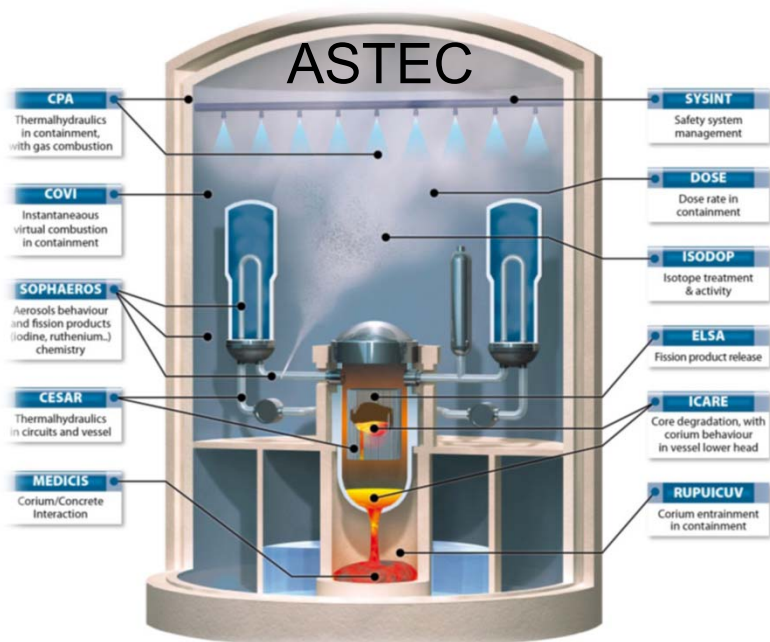 ASTEC
CPA
Thermalhydraulics
in containment,
with gas combustion
COVI
Instantaneaous
virtual combustion
in containment
SOPHAEROS
Aerosols behaviour
and fission products
(iodine, ruthenium..)
chemistry
CESAR
Thermalhydraulics
in circuits and vessel
MEDICIS
Corium/Concrete
Interaction
SYSINT
Safety system
management
DOSE
Dose rate in
containment
ISODOP
Isotope treatment
& activity
ELSA
Fission product release
ICARE
Core degradation, with
corium behaviour
in vessel lower head
RUPUICUV
Corium entrainment
in containment